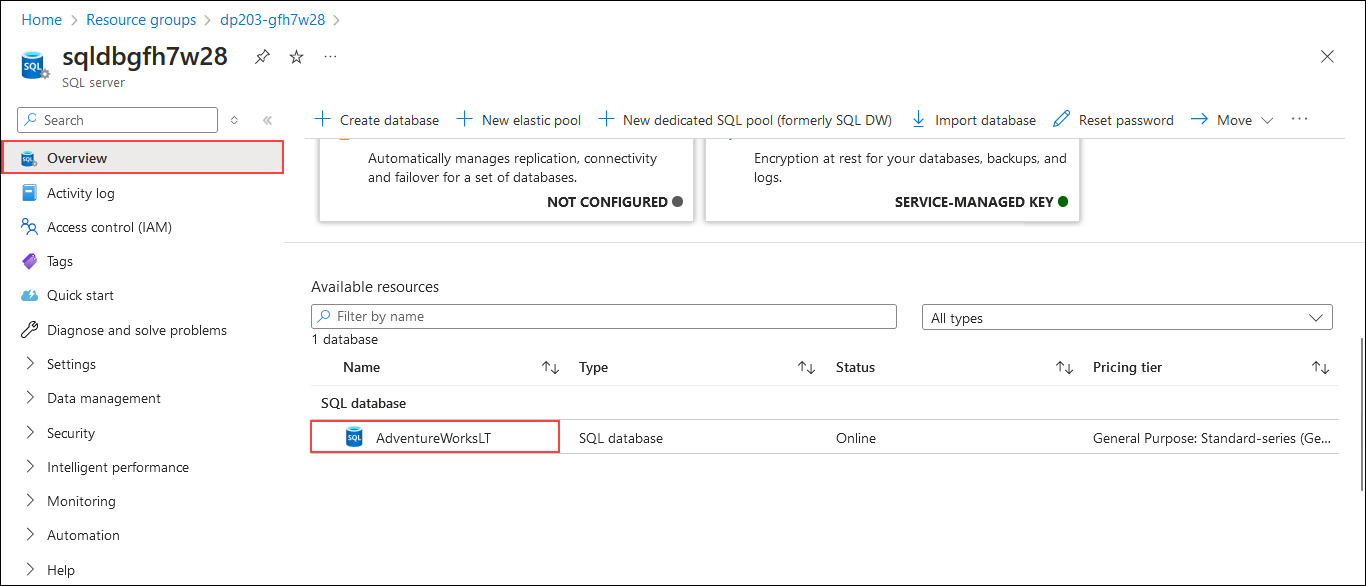 Home > Resource groups > dp203-gfh7w28 >
sqldbgfh7w28
SQL server
Search
Overview
Activity log
Access control (IAM)
Tags
Quick start
Diagnose and solve problems
Settings
Data management
Security
Intelligent performance
Monitoring
Automation
Help
Create database New elastic pool New dedicated SQL pool (formerly SQL DW) Import database Reset password Move
Automatically manages replication, connectivity
and failover for a set of databases.
NOT CONFIGURED
Encryption at rest for your databases, backups, and
logs.
SERVICE-MANAGED KEY
Available resources
Filter by name
All types
1 database
Name Type Status Pricing tier
SQL database
SQL AdventureWorksLT SQL database Online General Purpose: Standard-series (Ge...